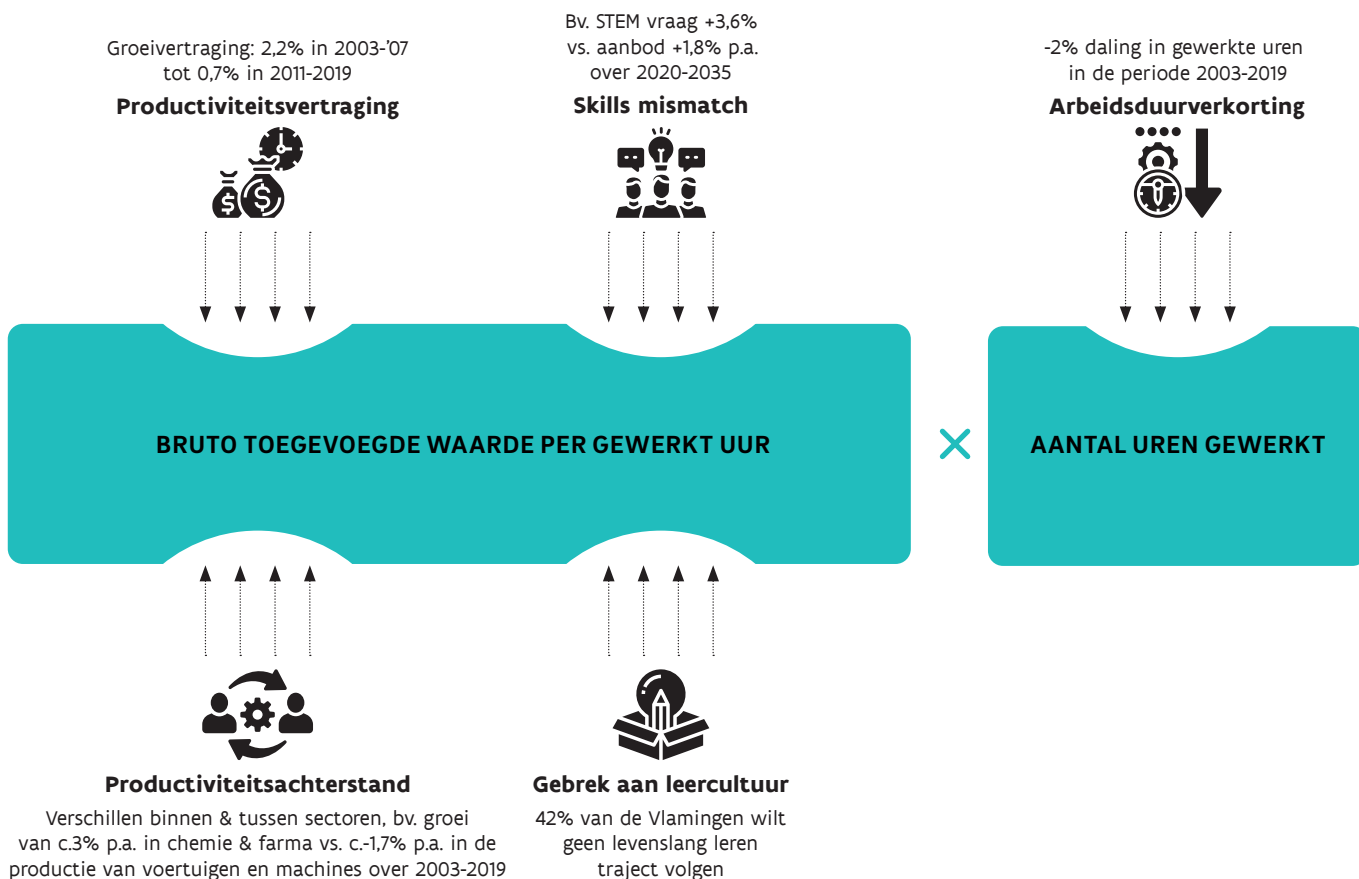 Groeivertraging: 2,2% in 2003-'07
tot 0,7% in 2011-2019
Productiviteitsvertraging
Bv. STEM vraag +3,6%
vs. aanbod +1,8% p.a.
over 2020-2035
Skills mismatch
-2% daling in gewerkte uren
in de periode 2003-2019
Arbeidsduurverkorting
BRUTO TOEGEVOEGDE WAARDE PER GEWERKT UUR
×
AANTAL UREN GEWERKT
Productiviteitsachterstand
Verschillen binnen & tussen sectoren, bv. groei
van c.3% p.a. in chemie & farma vs. c.-1,7% p.a. in de
productie van voertuigen en machines over 2003-2019
Gebrek aan leercultuur
42% van de Vlamingen wilt
geen levenslang leren
traject volgen